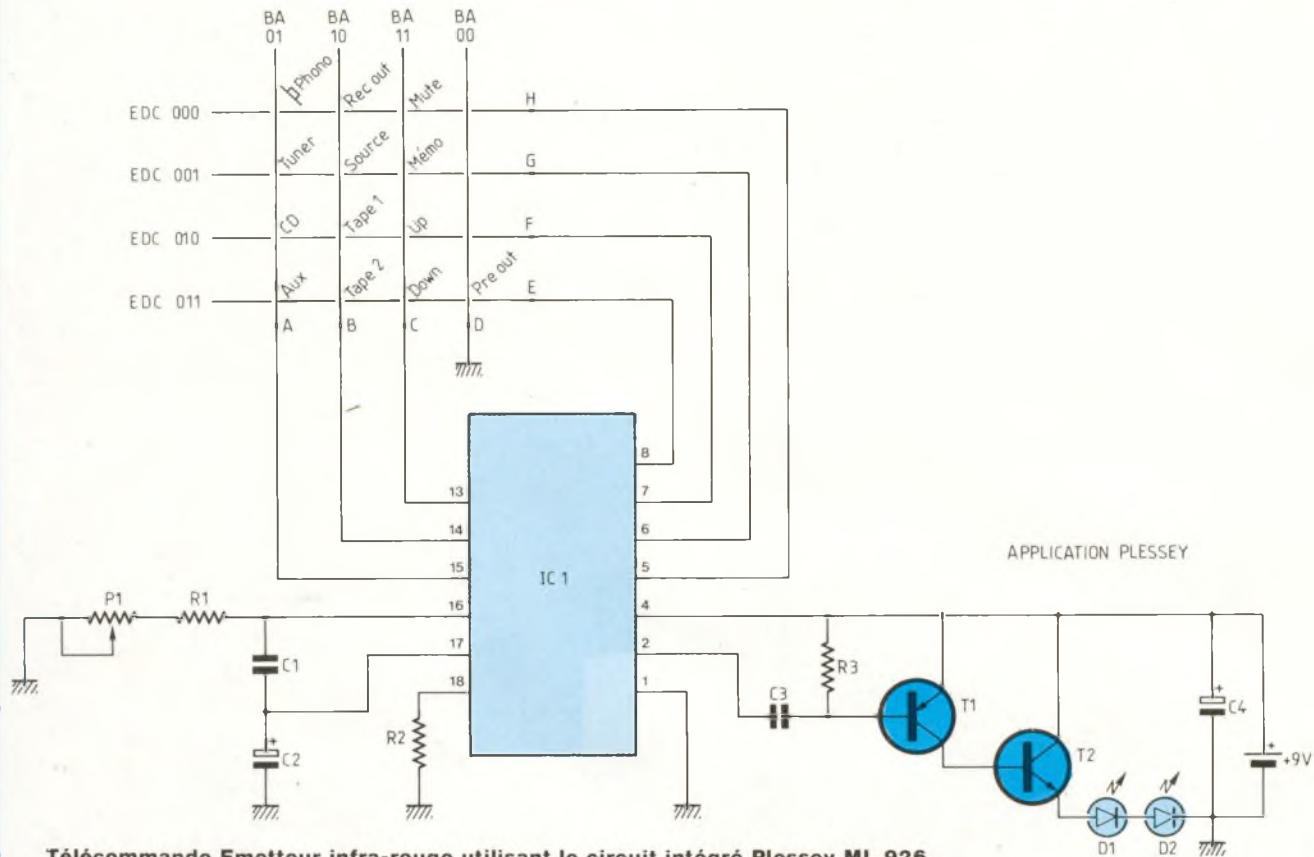 BA 01 BA 10 BA 11 BA 00
EDC 000 Phono Rec out Mute H
EDC 001 Tuner Source Mémo G
EDC 010 CD Tape 1 Up F
EDC 011 Aux Tape 2 Down Pre out E
A B C D
8
13 7
14 6
15 5
IC 1
APPLICATION PLESSEY
P1 R1 16 4
17 2
C1 R3
18 1
C3 T1
C2 R2 T2
+ C4
+
+9V
D1 D2
Télécommande Emetteur infra-rouge utilisant le circuit intégré Plessey ML 926